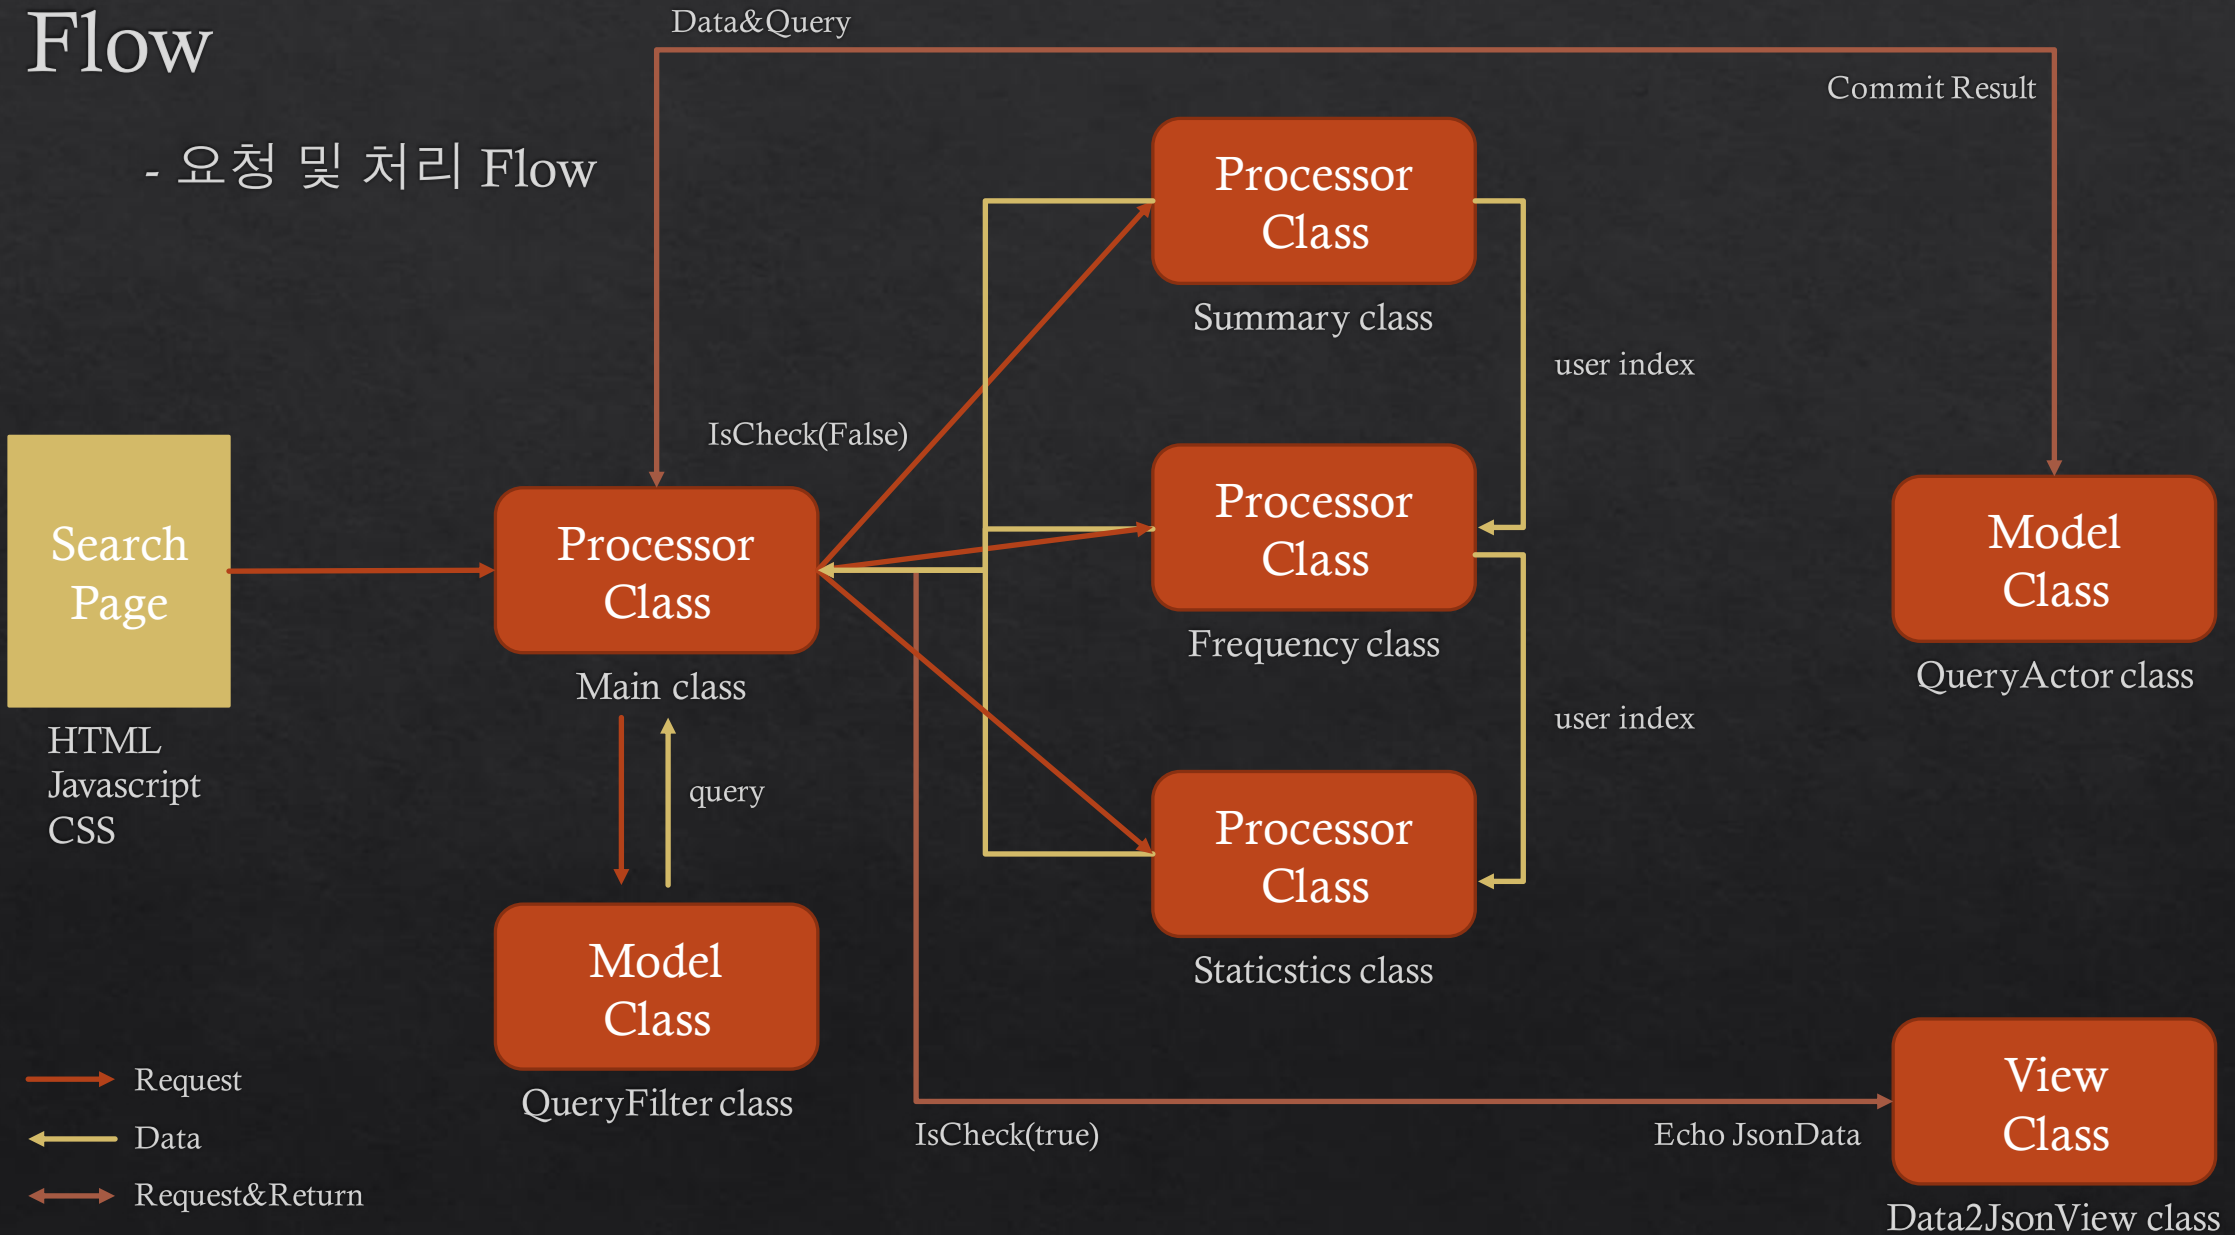 Flow
- 요청 및 처리 Flow
Data&Query
Commit Result
Processor
Class
Summary class
user index
IsCheck(False)
Search
Page
HTML
Javascript
CSS
Processor
Class
Main class
Processor
Class
Frequency class
Model
Class
QueryActor class
user index
query
Processor
Class
Staticstics class
Model
Class
QueryFilter class
IsCheck(true)
Echo JsonData
View
Class
Data2JsonView class
Request
Data
Request&Return